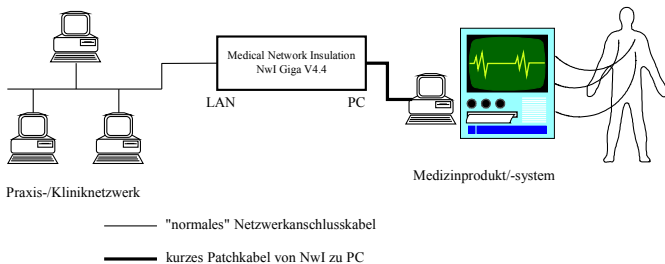 Medical Network Insulation
NwI Giga V4.4
LAN
PC
Praxis-/Kliniknetzwerk
Medizinprodukt/-system
"normales" Netzwerkanschlusskabel
kurzes Patchkabel von NwI zu PC